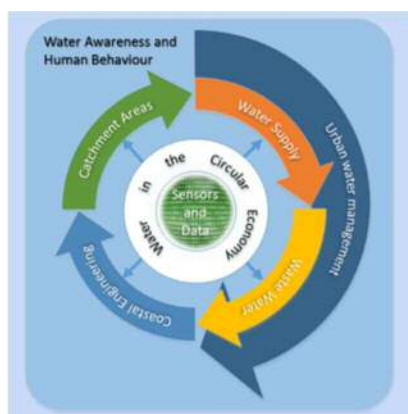 Water Awareness and
Human Behaviour
Catchment Areas
Water Supply
Urban water management
Water in the Circular Economy
Sensors
and
Data
Coastal Engineering
Waste Water